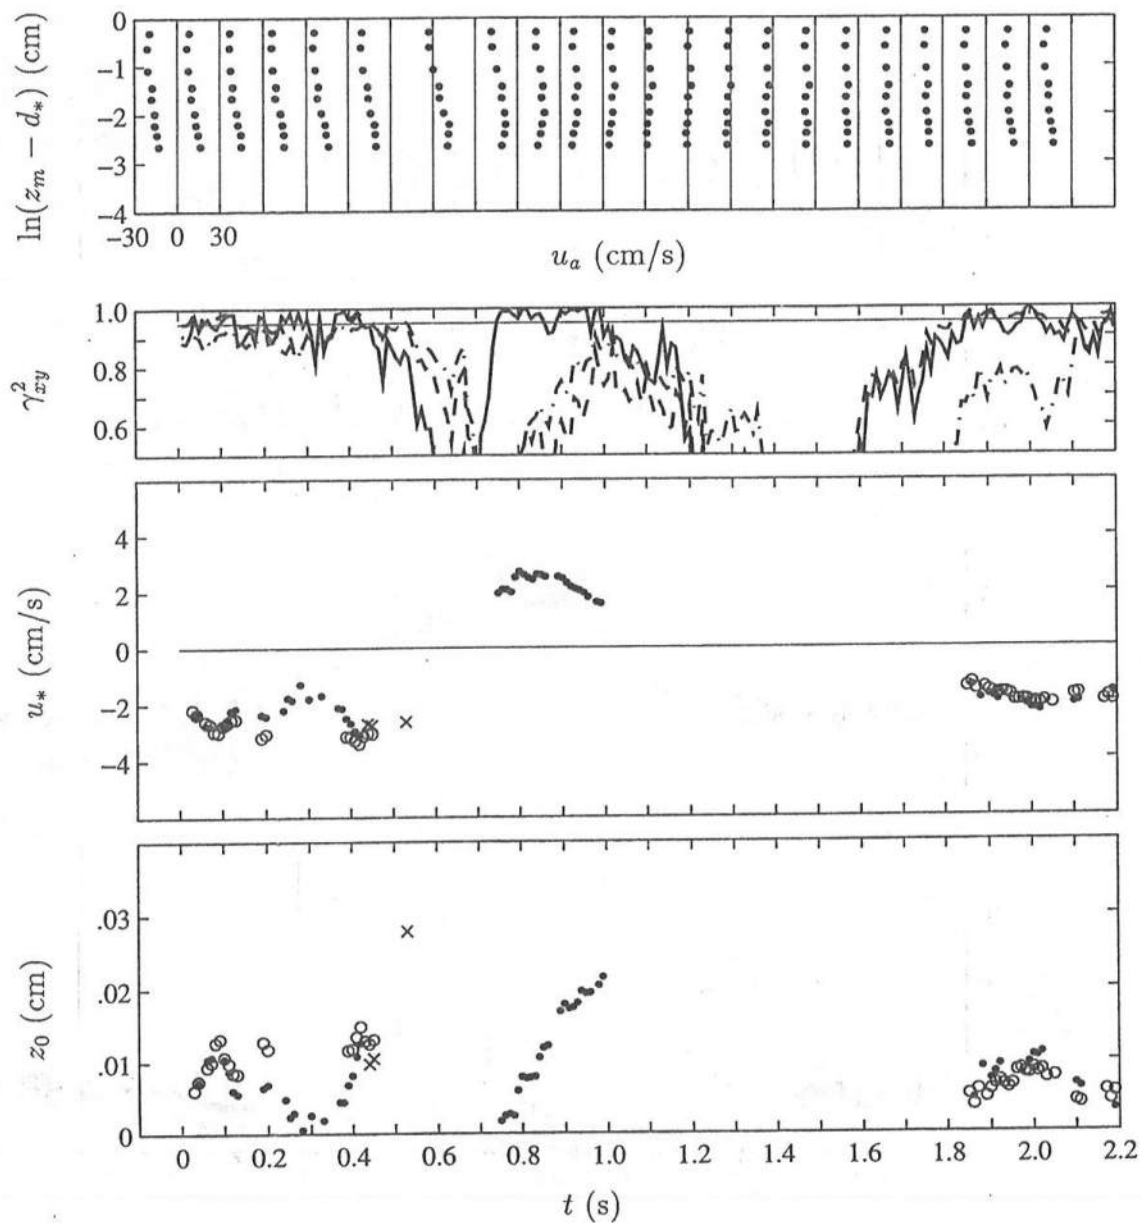 0
−1
−2
−3
−4
ln(z_m − d_*) (cm)
−30 0 30
u_a (cm/s)
1.0
0.8
0.6
γ²_xy
4
2
0
−2
−4
u_* (cm/s)
.03
.02
.01
0
z_0 (cm)
0 0.2 0.4 0.6 0.8 1.0 1.2 1.4 1.6 1.8 2.0 2.2
t (s)